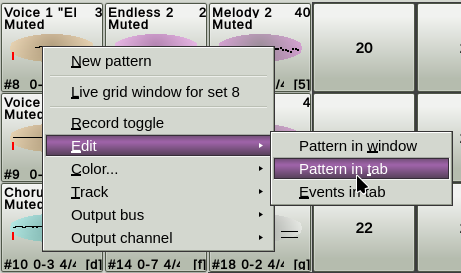 Voice 1 "El 3 Endless 2 2 Melody 2 40
Muted Muted Muted
20
New pattern
#8 0- 4/4 [5]
Live grid window for set 8
Voic 4
Muted
Record toggle
Edit
Pattern in window
Color...
Pattern in tab
#9 0-
Track
Events in tab
Choru
Muted
Output bus
22
Output channel
#10 0-3 4/4 [d] #14 0-7 4/4 [f] #18 0-2 4/4 [g]